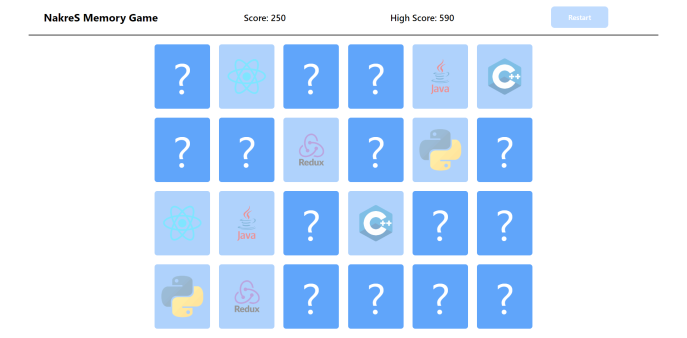 NakreS Memory Game Score: 250 High Score: 590 Restart
? ? ? Java C++
? ? Redux ? ?
Java ? C++ ? ?
Redux ? ? ? ?